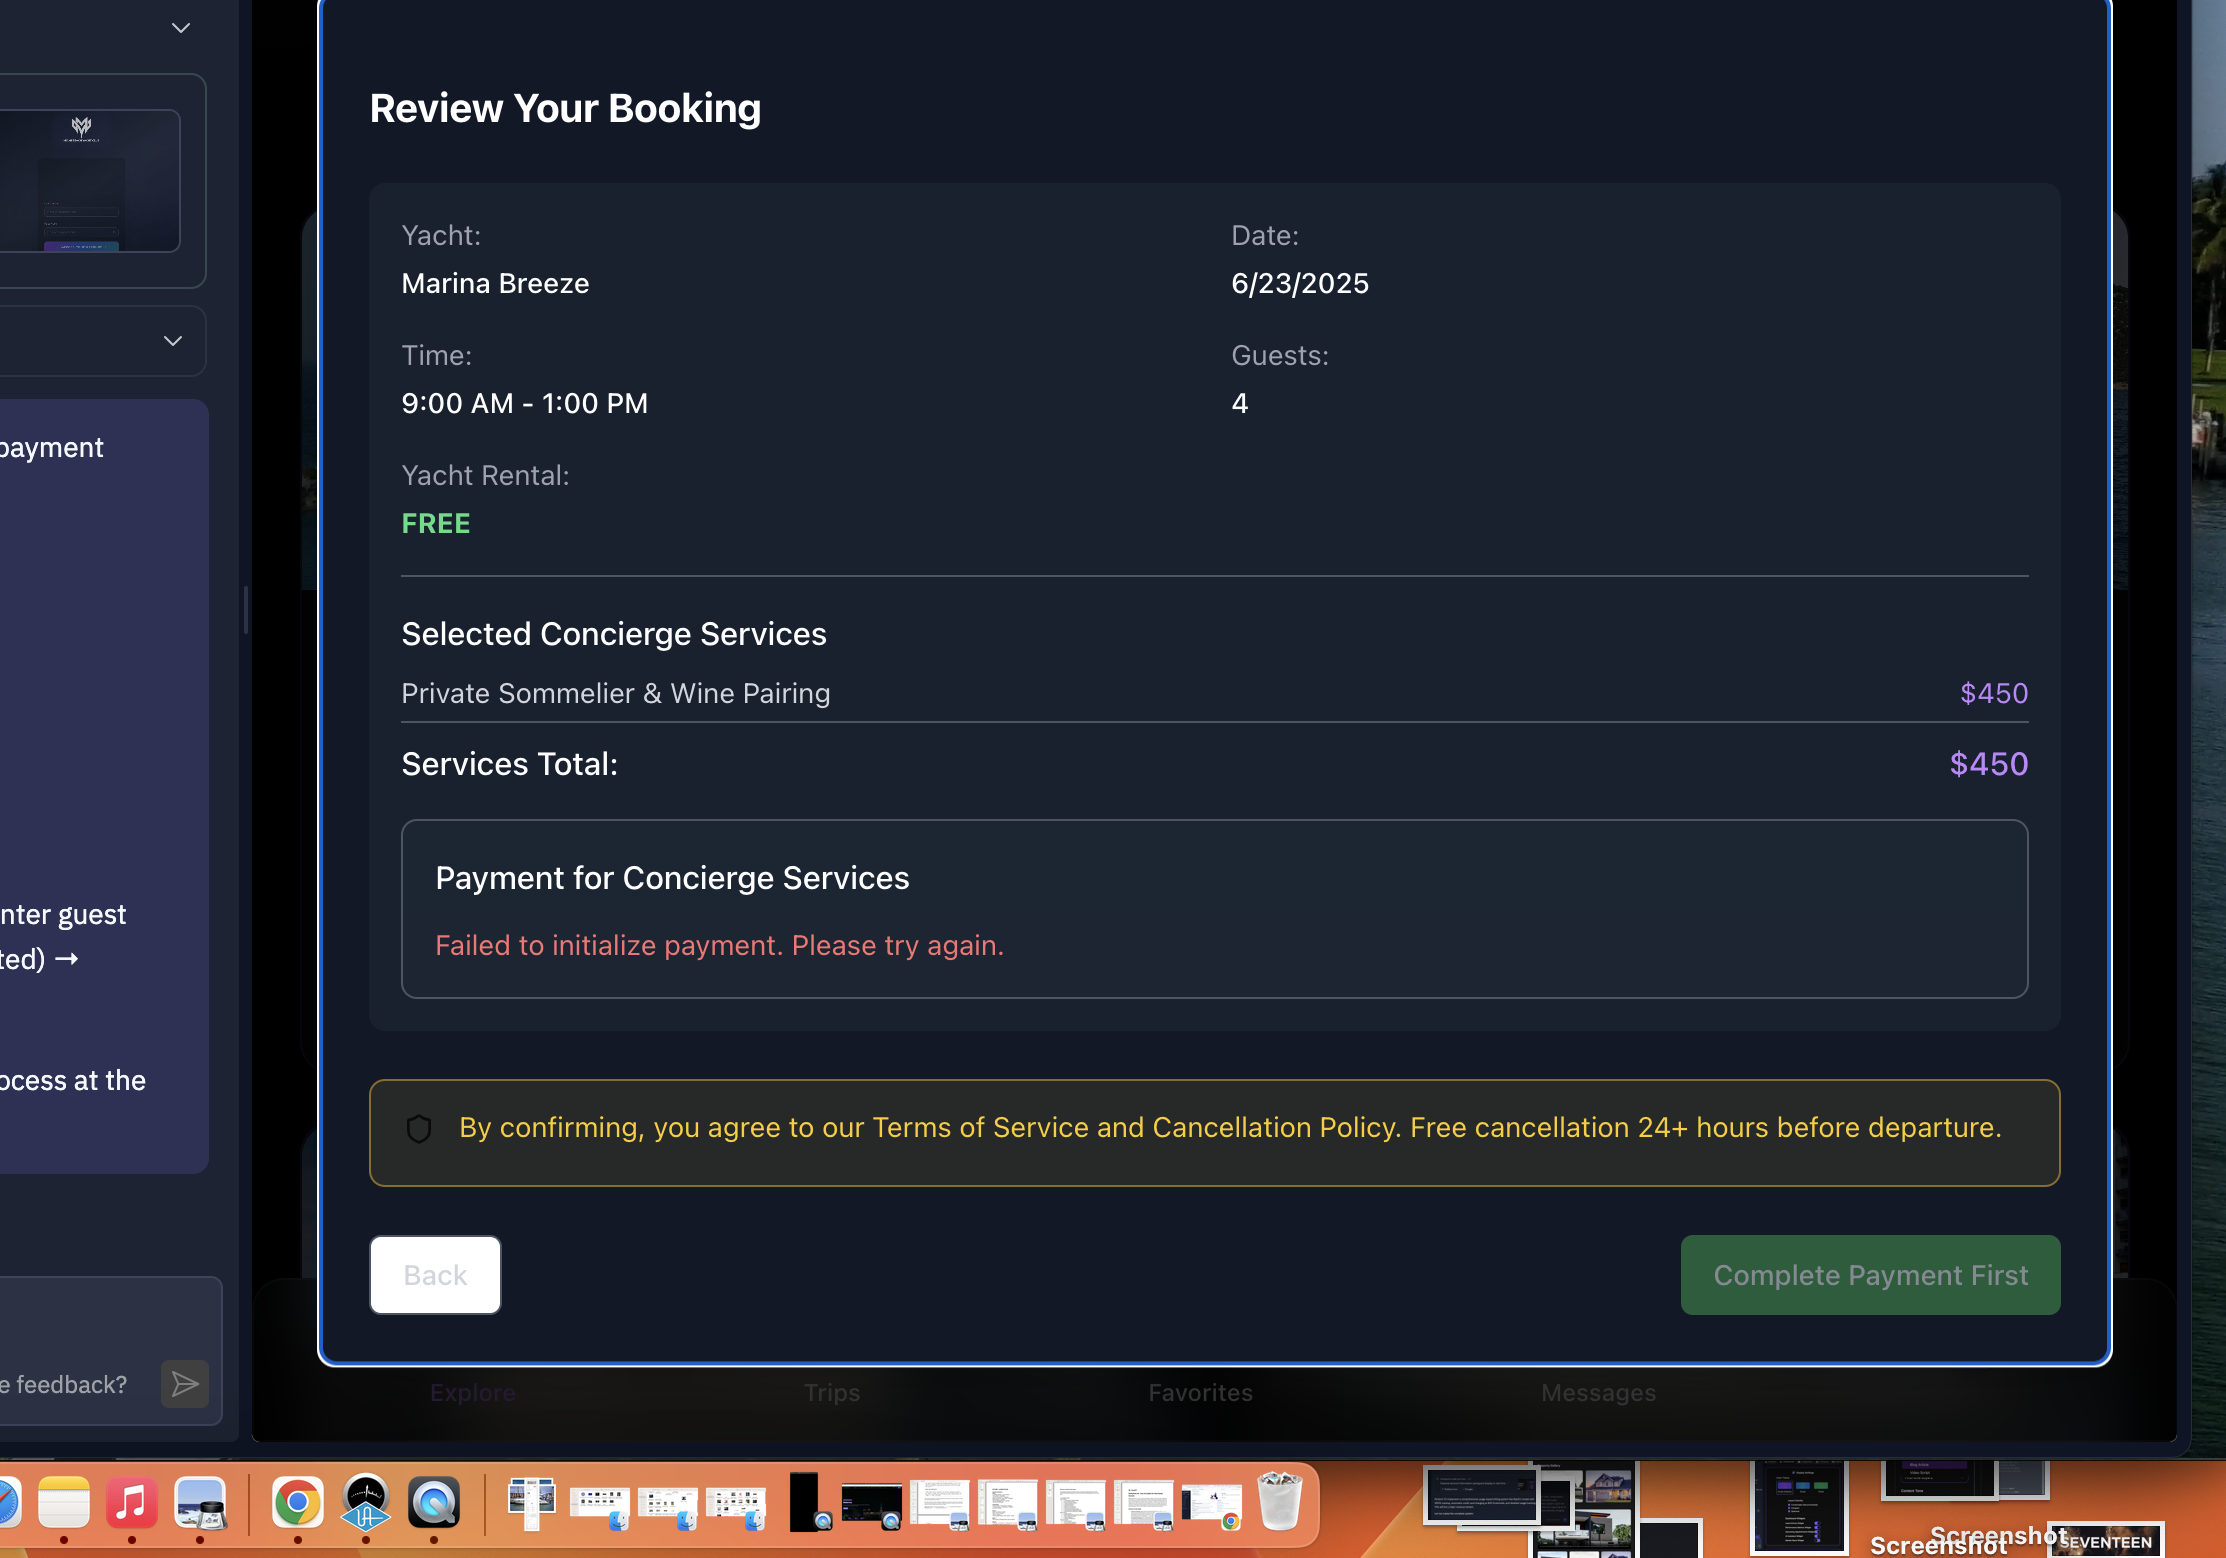 Review Your Booking
Yacht:
Marina Breeze
Date:
6/23/2025
Time:
9:00 AM - 1:00 PM
Guests:
4
Yacht Rental:
FREE
Selected Concierge Services
Private Sommelier & Wine Pairing
$450
Services Total:
$450
Payment for Concierge Services
Failed to initialize payment. Please try again.
By confirming, you agree to our Terms of Service and Cancellation Policy. Free cancellation 24+ hours before departure.
Back
Complete Payment First
payment
nter guest
ted) →
ocess at the
e feedback?
Explore
Trips
Favorites
Messages
Screenshot
Screenshot
SEVENTEEN